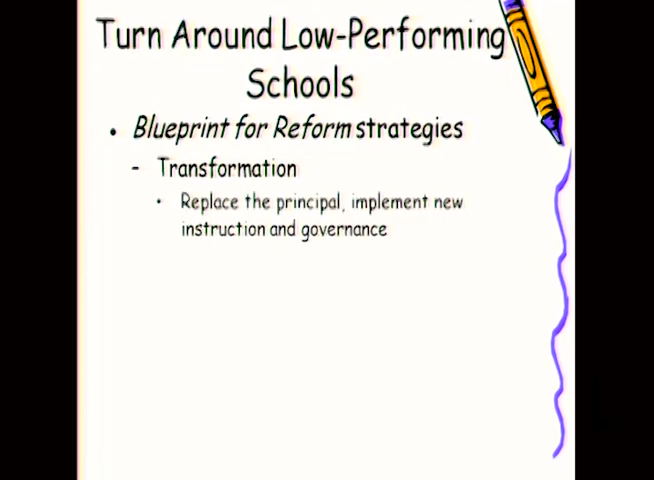 Turn Around Low-Performing
Schools
• Blueprint for Reform strategies
- Transformation
• Replace the principal, implement new
instruction and governance